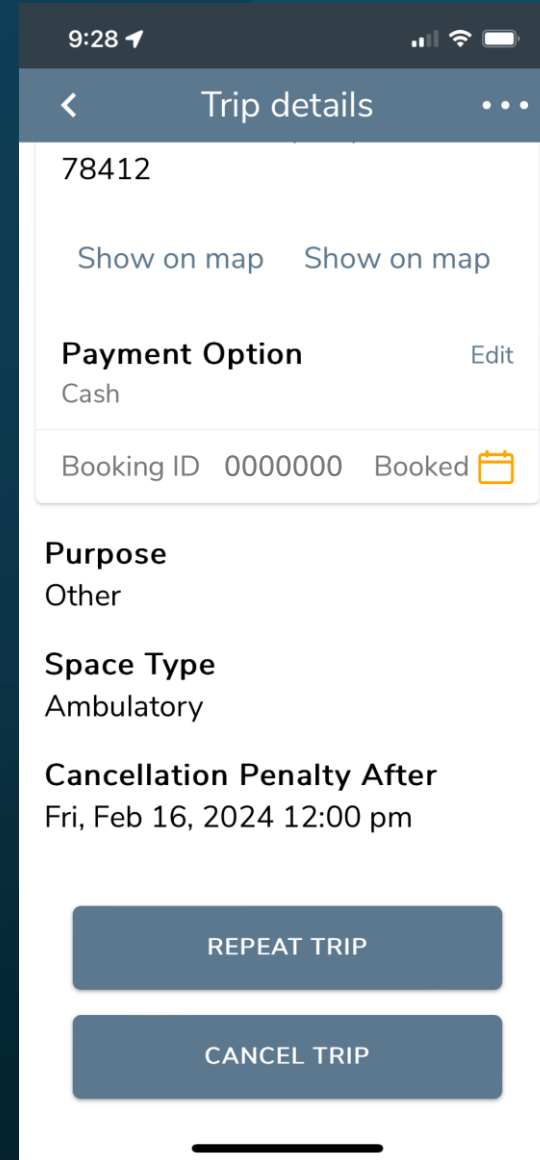 9:28
Trip details
78412
Show on map Show on map
Payment Option Edit
Cash
Booking ID 0000000 Booked
Purpose
Other
Space Type
Ambulatory
Cancellation Penalty After
Fri, Feb 16, 2024 12:00 pm
REPEAT TRIP
CANCEL TRIP